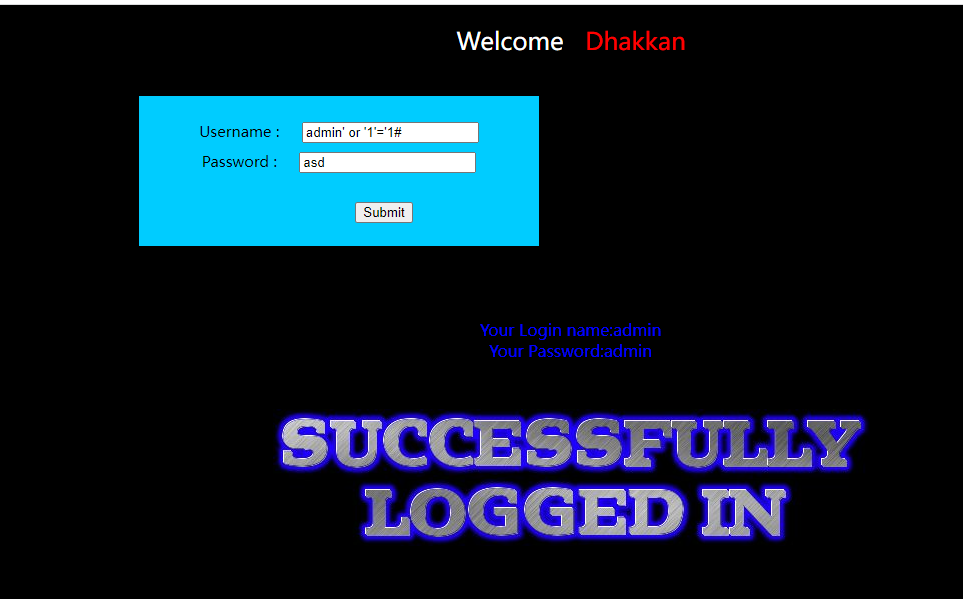 Welcome Dhakkan
Username : admin' or '1'='1#
Password : asd
Submit
Your Login name:admin
Your Password:admin
SUCCESSFULLY
LOGGED IN